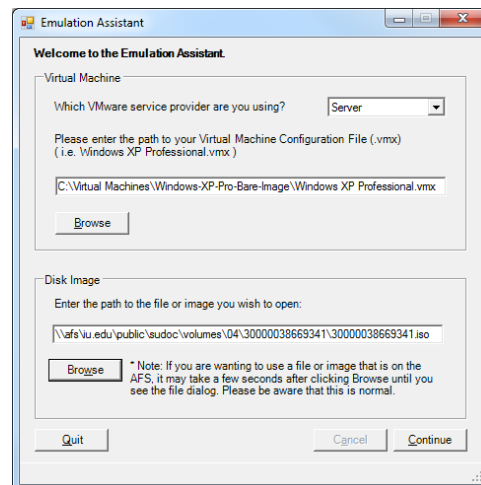 Emulation Assistant
Welcome to the Emulation Assistant.
Virtual Machine
Which VMware service provider are you using? Server
Please enter the path to your Virtual Machine Configuration File (.vmx)
( i.e. Windows XP Professional.vmx )
C:\Virtual Machines\Windows-XP-Pro-Bare-Image\Windows XP Professional.vmx
Browse
Disk Image
Enter the path to the file or image you wish to open:
\\afs\iu.edu\public\sudoc\volumes\04\30000038669341\30000038669341.iso
Browse
* Note: If you are wanting to use a file or image that is on the
AFS, it may take a few seconds after clicking Browse until you
see the file dialog. Please be aware that this is normal.
Quit Cancel Continue